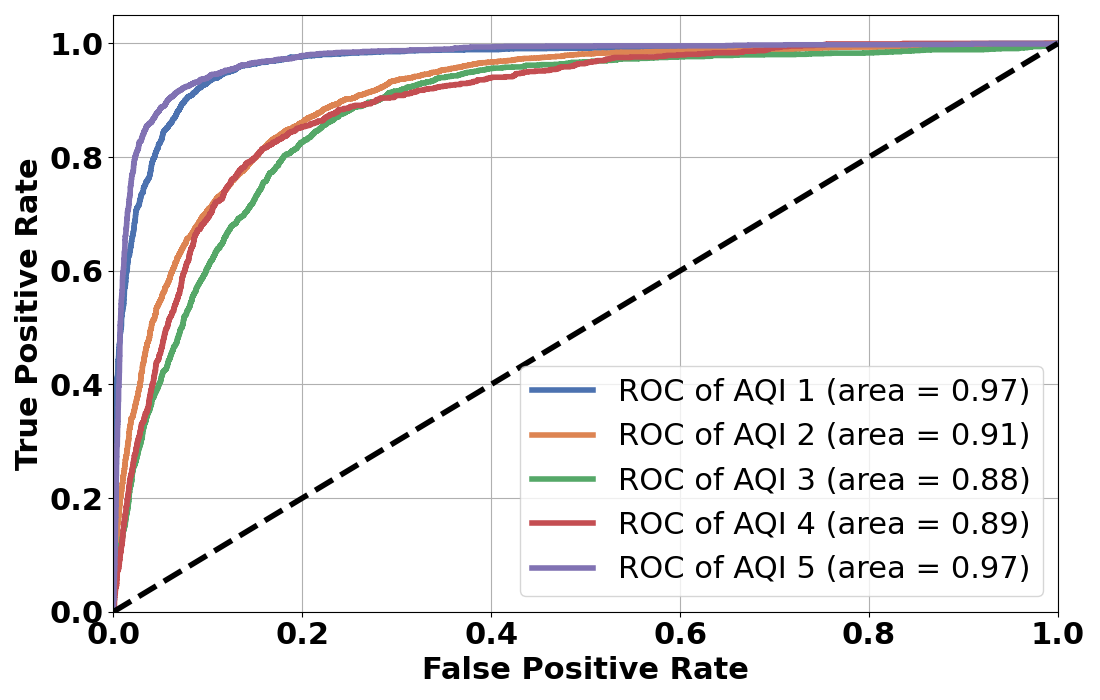 1.0
0.8
0.6
0.4
0.2
0.0
True Positive Rate
ROC of AQI 1 (area = 0.97)
ROC of AQI 2 (area = 0.91)
ROC of AQI 3 (area = 0.88)
ROC of AQI 4 (area = 0.89)
ROC of AQI 5 (area = 0.97)
0.0 0.2 0.4 0.6 0.8 1.0
False Positive Rate